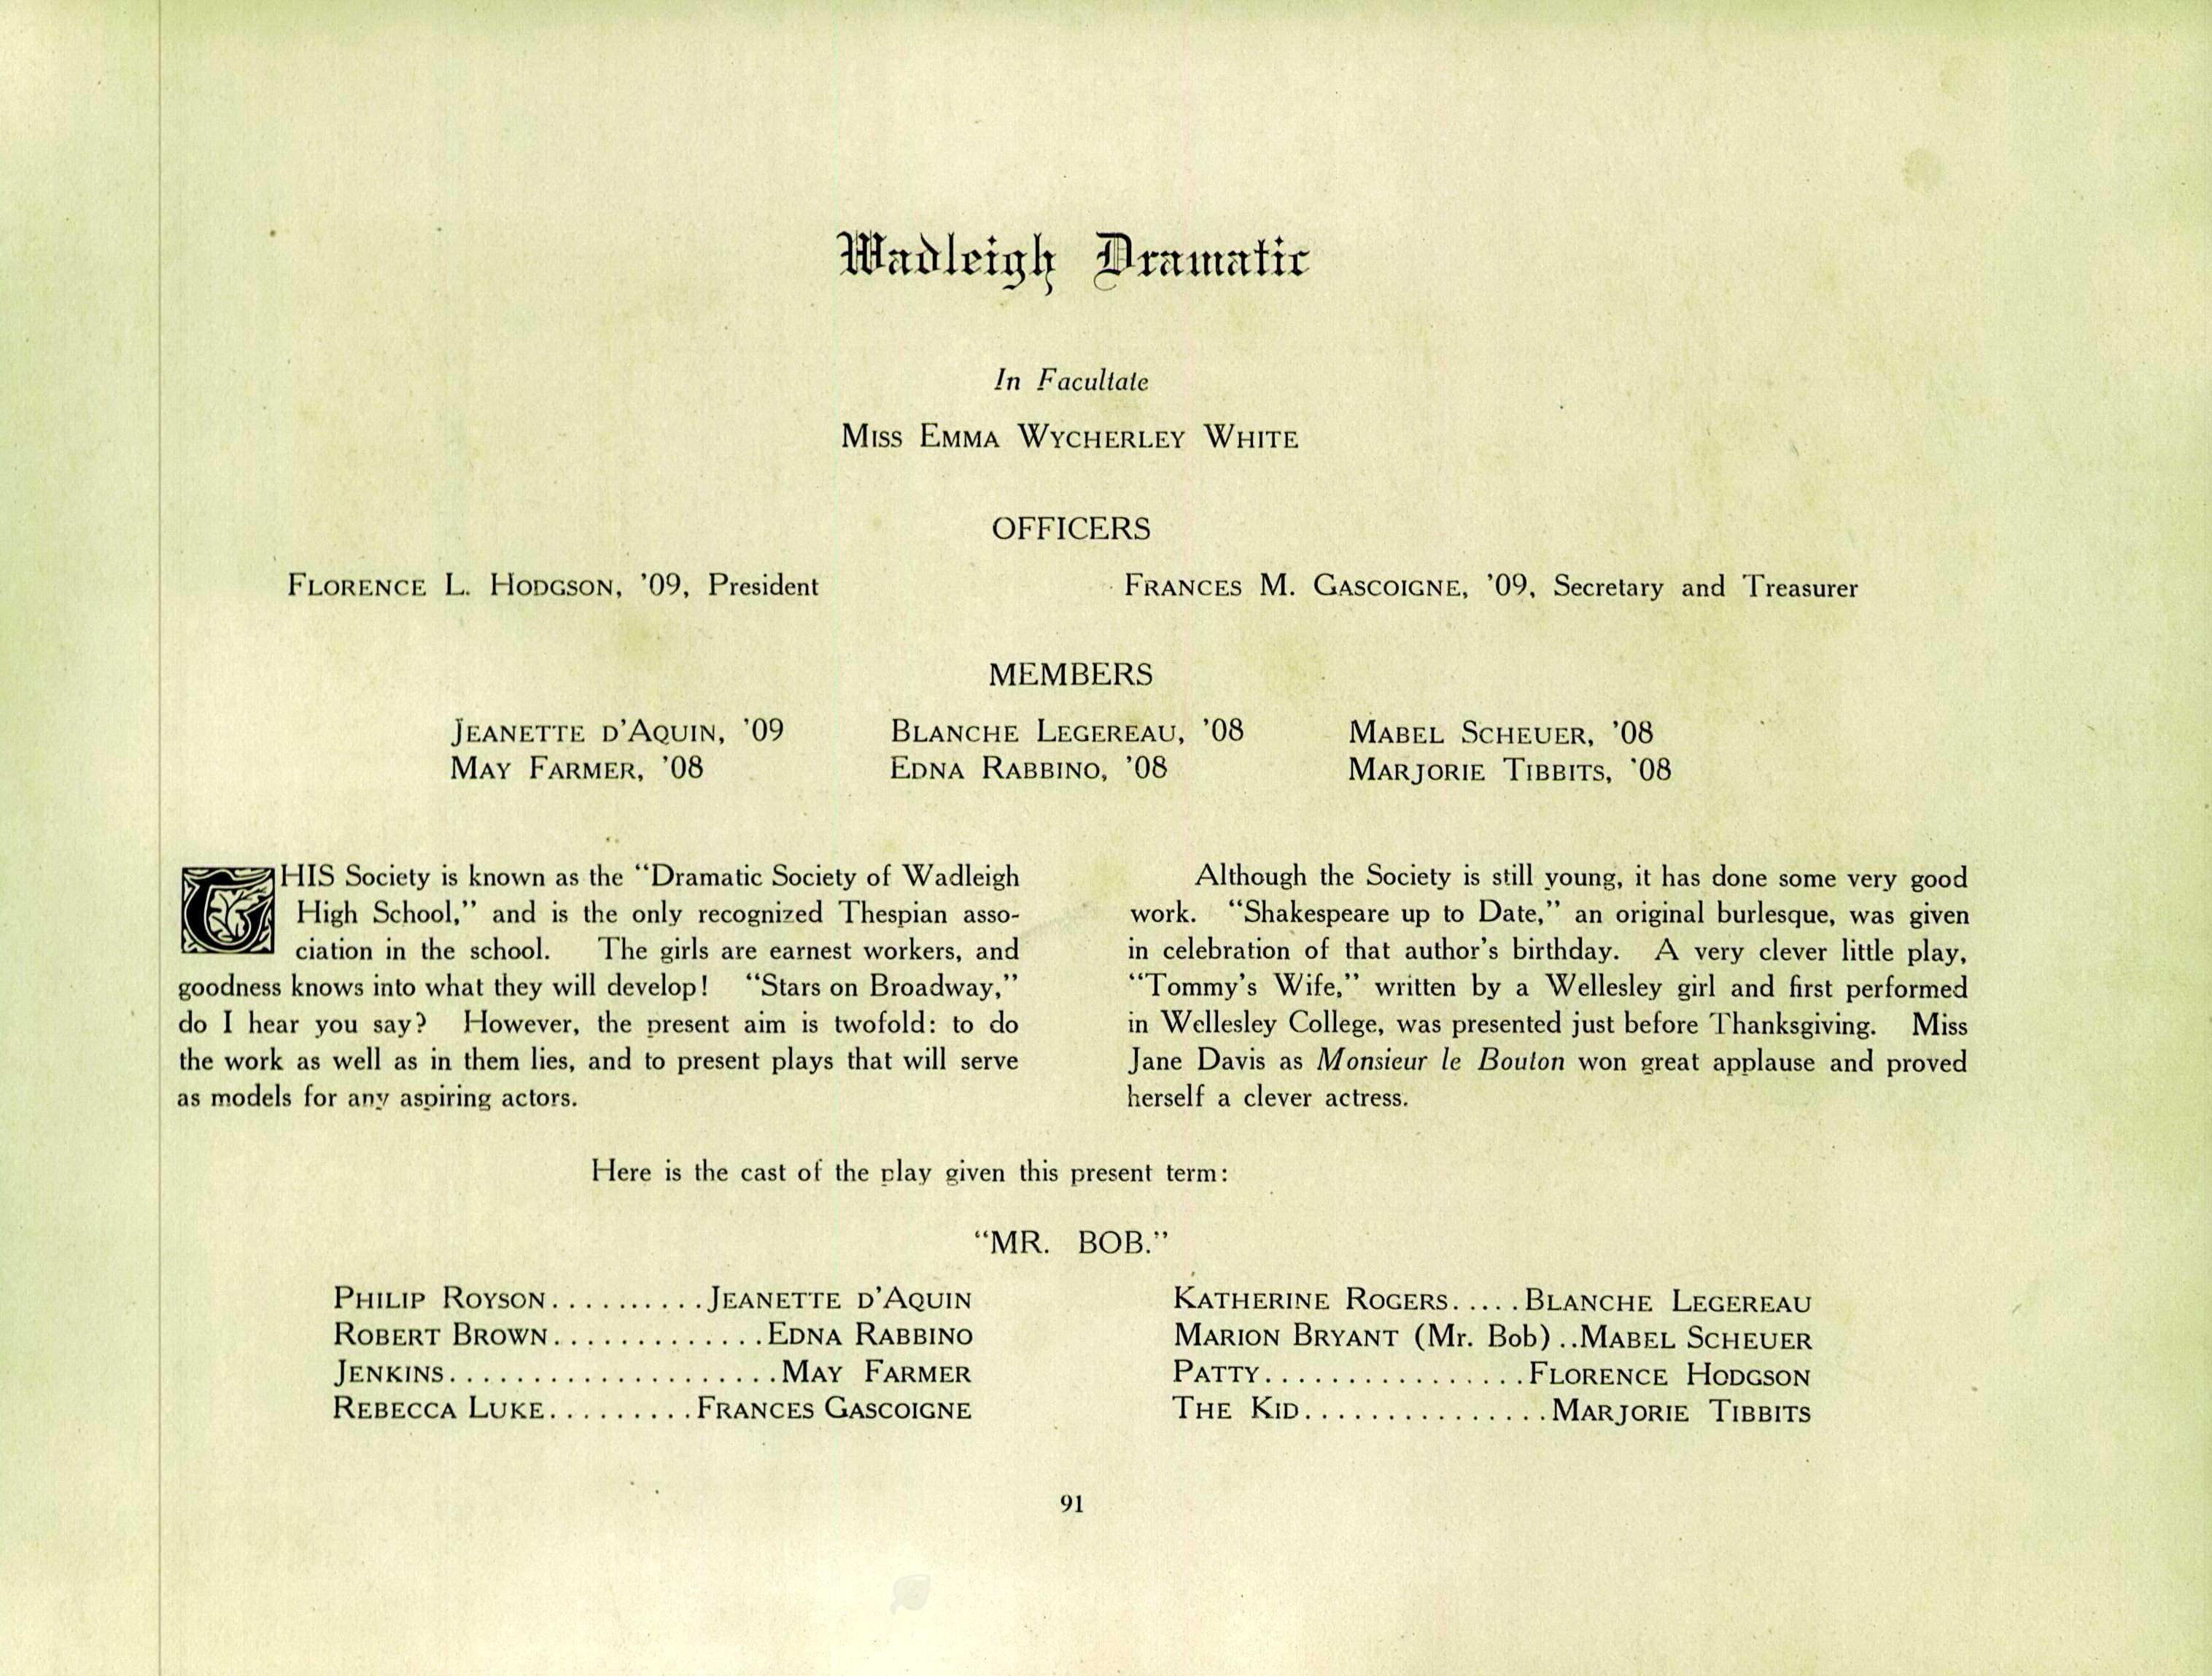 Wadleigh Dramatic
In Facultate
MISS EMMA WYCHERLEY WHITE
OFFICERS
FLORENCE L. HODGSON, '09, President
FRANCES M. GASCOIGNE, '09, Secretary and Treasurer
MEMBERS
JEANETTE D'AQUIN, '09
MAY FARMER, '08
BLANCHE LEGEREAU, '08
EDNA RABBINO, '08
MABEL SCHEUER, '08
MARJORIE TIBBITS, '08
THIS Society is known as the “Dramatic Society of Wadleigh
High School,” and is the only recognized Thespian asso-
ciation in the school. The girls are earnest workers, and
goodness knows into what they will develop! “Stars on Broadway,”
do I hear you say? However, the present aim is twofold: to do
the work as well as in them lies, and to present plays that will serve
as models for any aspiring actors.
Although the Society is still young, it has done some very good
work. “Shakespeare up to Date,” an original burlesque, was given
in celebration of that author's birthday. A very clever little play,
“Tommy's Wife,” written by a Wellesley girl and first performed
in Wellesley College, was presented just before Thanksgiving. Miss
Jane Davis as Monsieur le Bouton won great applause and proved
herself a clever actress.
Here is the cast of the play given this present term:
“MR. BOB.”
PHILIP ROYSON..........JEANETTE D'AQUIN
ROBERT BROWN.............EDNA RABBINO
JENKINS....................MAY FARMER
REBECCA LUKE.........FRANCES GASCOIGNE
KATHERINE ROGERS.....BLANCHE LEGEREAU
MARION BRYANT (Mr. Bob)..MABEL SCHEUER
PATTY................FLORENCE HODGSON
THE KID...............MARJORIE TIBBITS
91